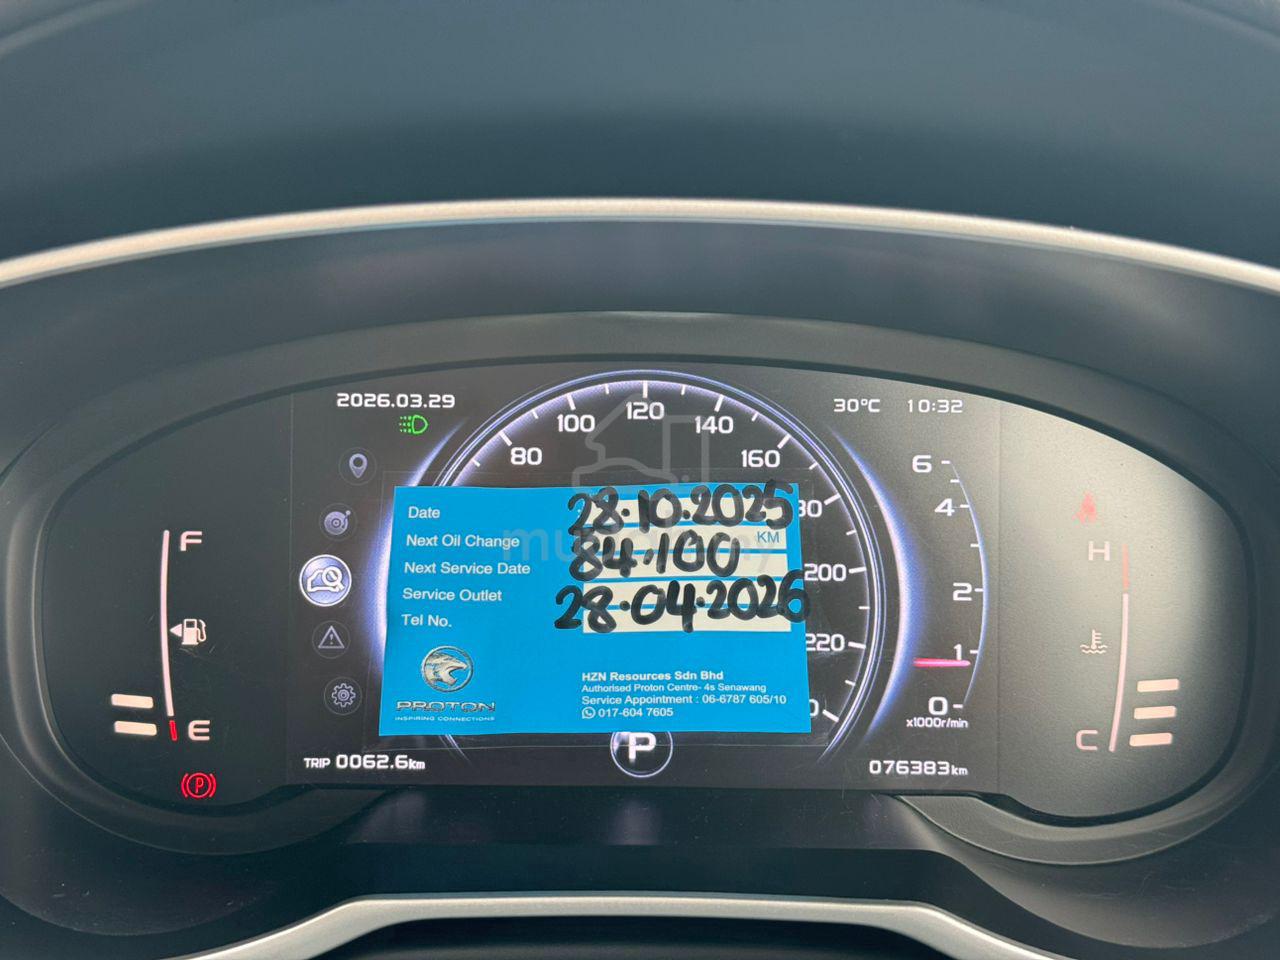 2026.03.29
30°C 10:32
80 100 120 140 160
200
220
6
4
2
1
0
x1000r/min
F
E
H
C
Date 28.10.2025
Next Oil Change 84.100 KM
Next Service Date 28.04.2026
Service Outlet
Tel No.
HZN Resources Sdn Bhd
Authorised Proton Centre- 4s Senawang
Service Appointment : 06-6787 605/10
017-604 7605
PROTON
INSPIRING CONNECTIONS
P
P
TRIP 0062.6km
076383km